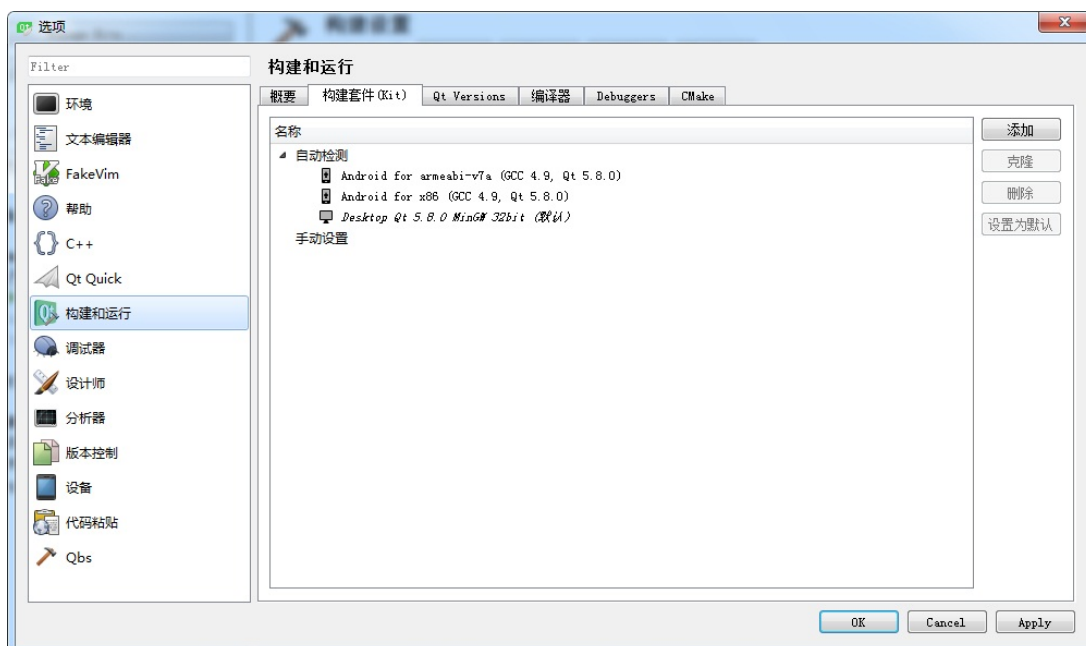 选项
构建设置
Filter
环境
文本编辑器
FakeVim
帮助
C++
Qt Quick
构建和运行
调试器
设计师
分析器
版本控制
设备
代码粘贴
Qbs
构建和运行
概要 构建套件(Kit) Qt Versions 编译器 Debuggers CMake
名称
自动检测
Android for armeabi-v7a (GCC 4.9, Qt 5.8.0)
Android for x86 (GCC 4.9, Qt 5.8.0)
Desktop Qt 5.8.0 MinGW 32bit (默认)
手动设置
添加
克隆
删除
设置为默认
OK Cancel Apply